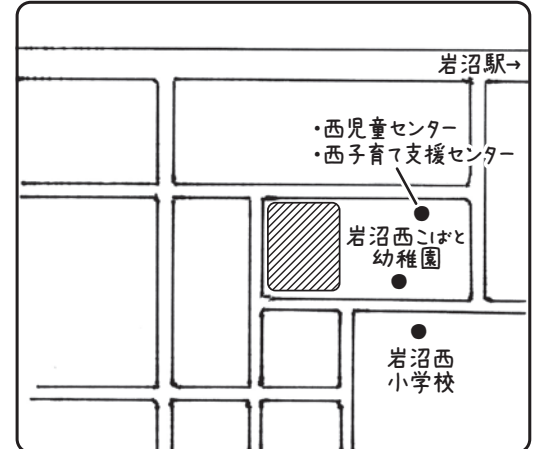 岩沼駅→
・西児童センター
・西子育て支援センター
岩沼西こばと
幼稚園
岩沼西
小学校